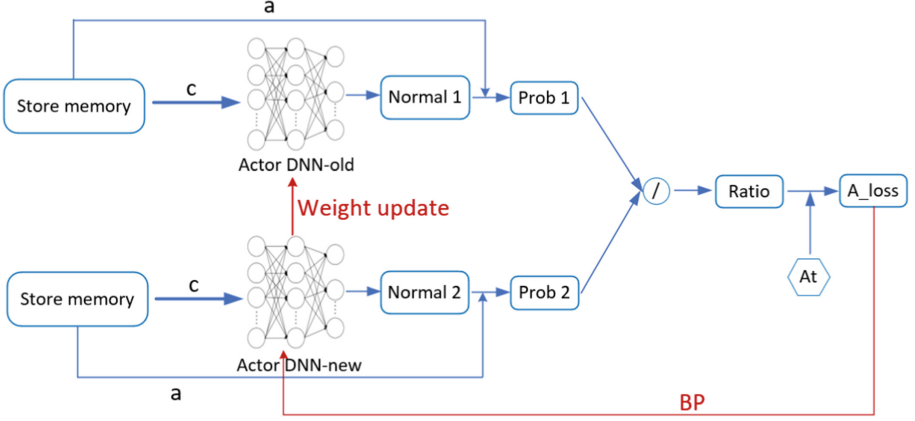 a
Store memory
c
Normal 1
Prob 1
Actor DNN-old
Weight update
/
Ratio
A_loss
At
Store memory
c
Normal 2
Prob 2
Actor DNN-new
a
BP